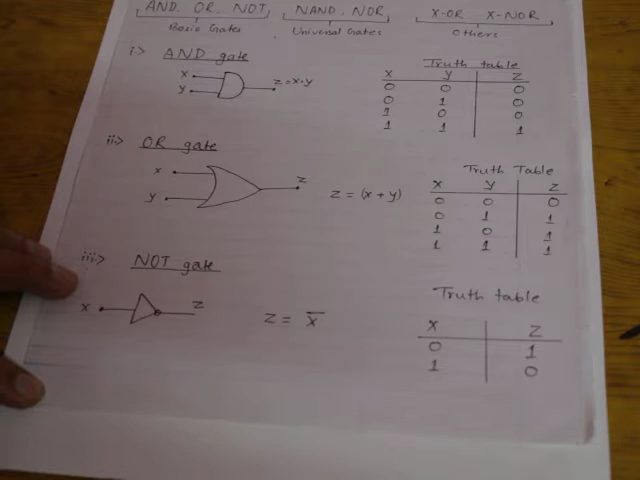 AND, OR, NOT NAND, NOR X-OR X-NOR
Basic Gates Universal Gates Others
i> AND gate
x
y
z = x·y
Truth table
X Y Z
0 0 0
0 1 0
1 0 0
1 1 1
ii> OR gate
x
y
z
z = (x + y)
Truth Table
X Y Z
0 0 0
0 1 1
1 0 1
1 1 1
iii> NOT gate
x
z
z = x̅
Truth table
X Z
0 1
1 0